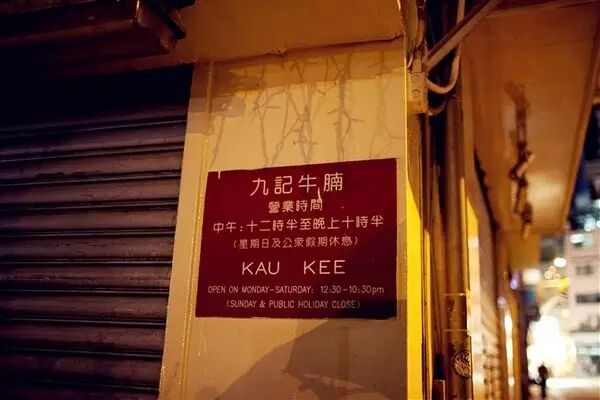 九記牛腩
營業時間
中午：十二時半至晚上十時半
（星期日及公眾假期休息）
KAU KEE
OPEN ON MONDAY-SATURDAY: 12:30-10:30pm
(SUNDAY & PUBLIC HOLIDAY CLOSE)